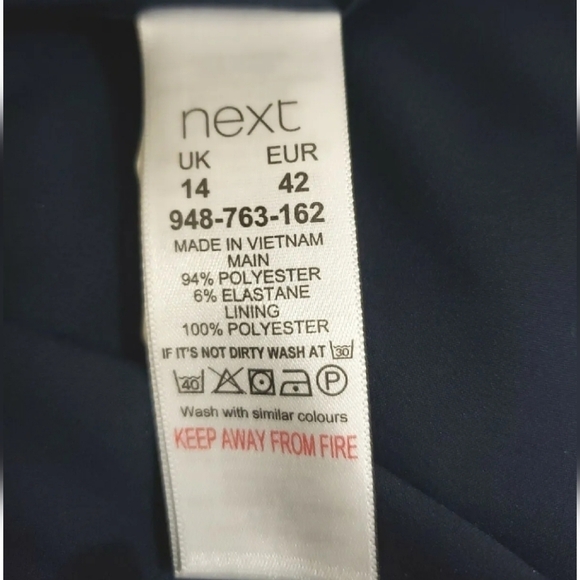 next
UK EUR
14 42
948-763-162
MADE IN VIETNAM
MAIN
94% POLYESTER
6% ELASTANE
LINING
100% POLYESTER
IF IT'S NOT DIRTY WASH AT 30
40 P
Wash with similar colours
KEEP AWAY FROM FIRE